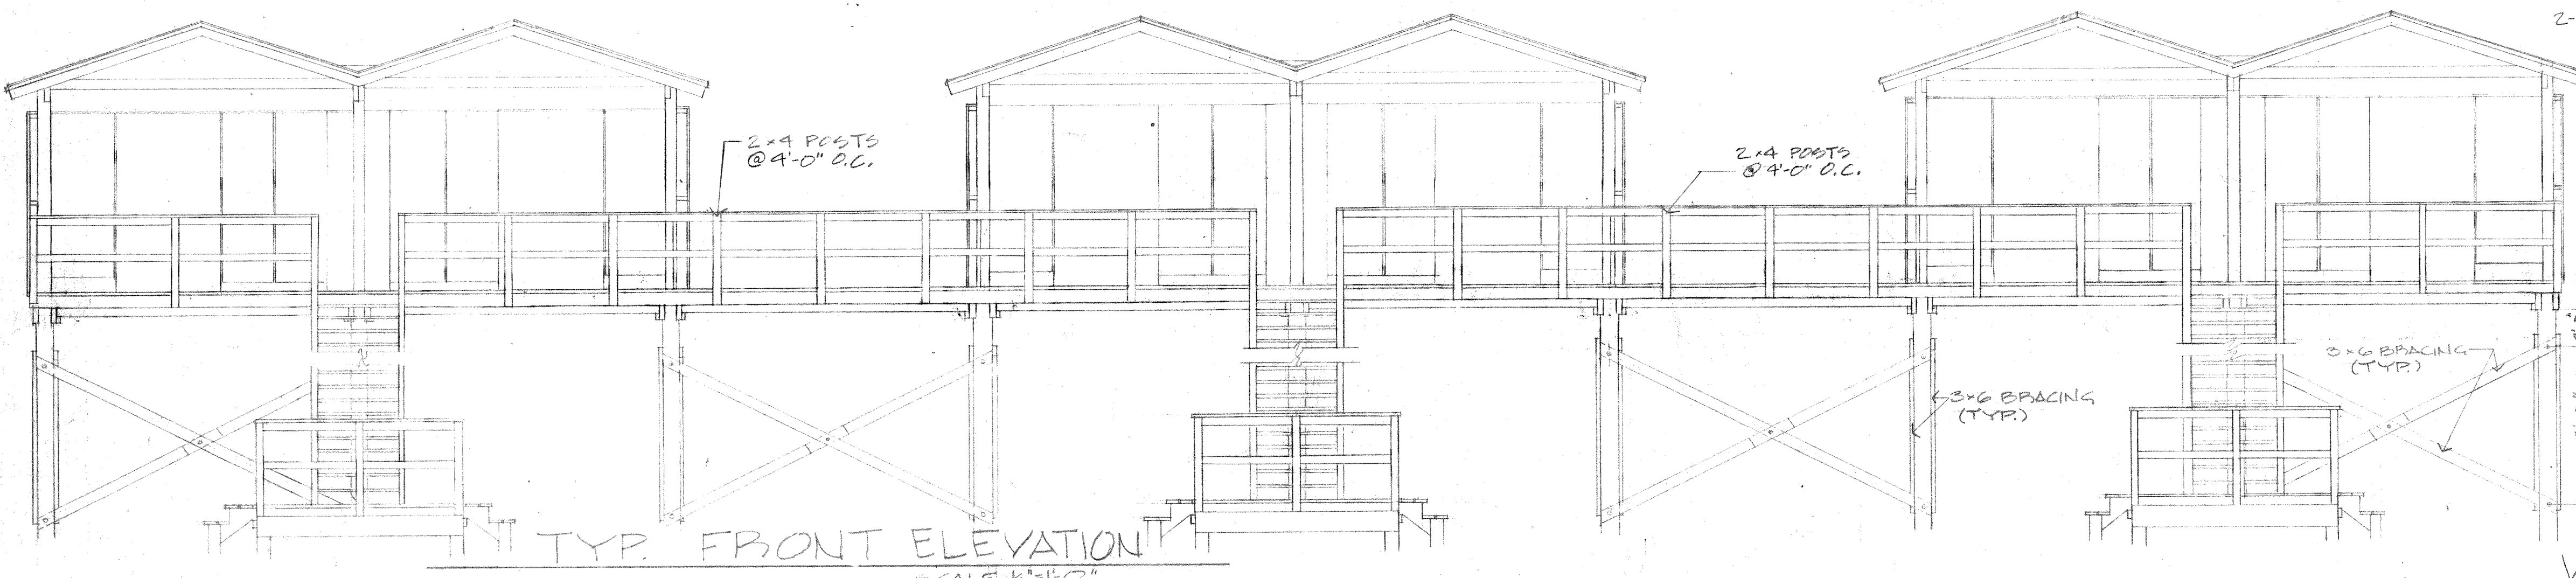 2-
2×4 POSTS
@ 4'-0" O.C.
2×4 POSTS
@ 4'-0" O.C.
3×6 BRACING
(TYP.)
3×6 BRACING
(TYP.)
TYP. FRONT ELEVATION